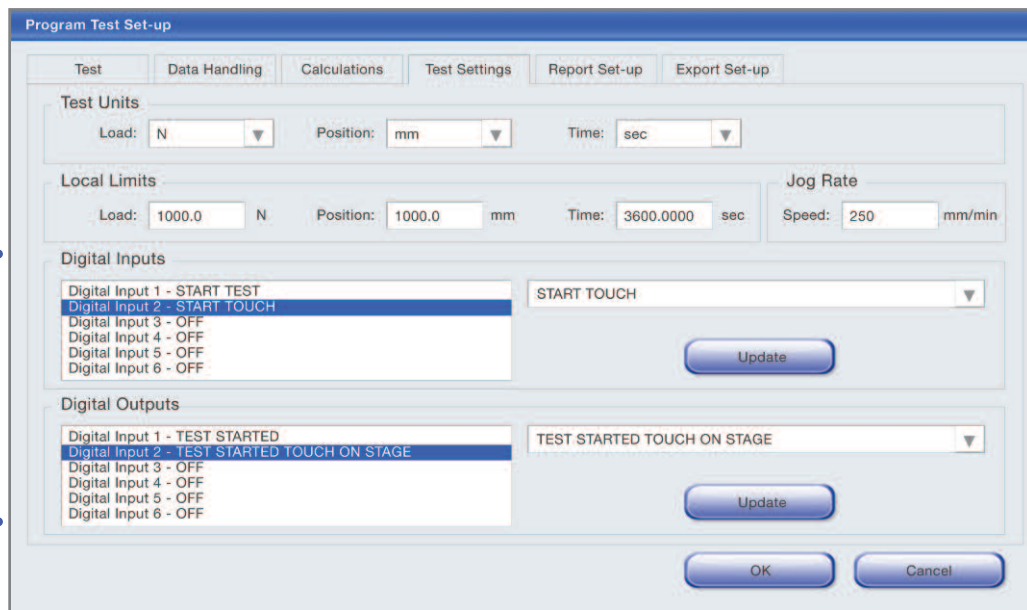 Program Test Set-up
Test Data Handling Calculations Test Settings Report Set-up Export Set-up
Test Units
Load: N Position: mm Time: sec
Local Limits Jog Rate
Load: 1000.0 N Position: 1000.0 mm Time: 3600.0000 sec Speed: 250 mm/min
Digital Inputs
Digital Input 1 - START TEST
Digital Input 2 - START TOUCH
Digital Input 3 - OFF
Digital Input 4 - OFF
Digital Input 5 - OFF
Digital Input 6 - OFF
START TOUCH
Update
Digital Outputs
Digital Input 1 - TEST STARTED
Digital Input 2 - TEST STARTED TOUCH ON STAGE
Digital Input 3 - OFF
Digital Input 4 - OFF
Digital Input 5 - OFF
Digital Input 6 - OFF
TEST STARTED TOUCH ON STAGE
Update
OK Cancel